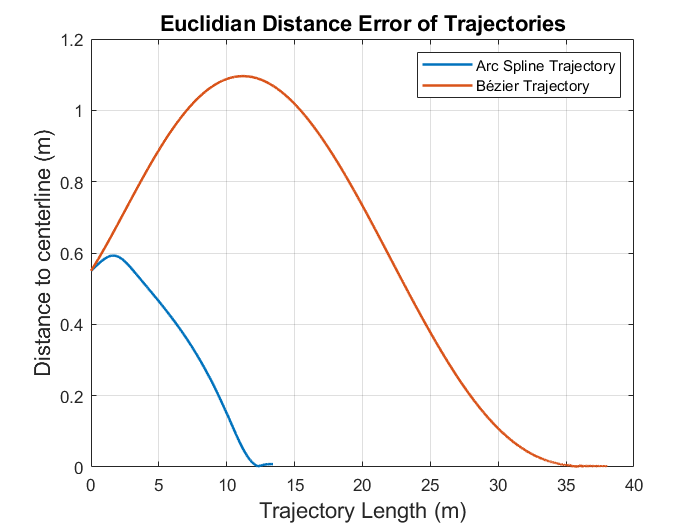 Euclidian Distance Error of Trajectories
Arc Spline Trajectory
Bézier Trajectory
Distance to centerline (m)
1.2
1
0.8
0.6
0.4
0.2
0
0 5 10 15 20 25 30 35 40
Trajectory Length (m)